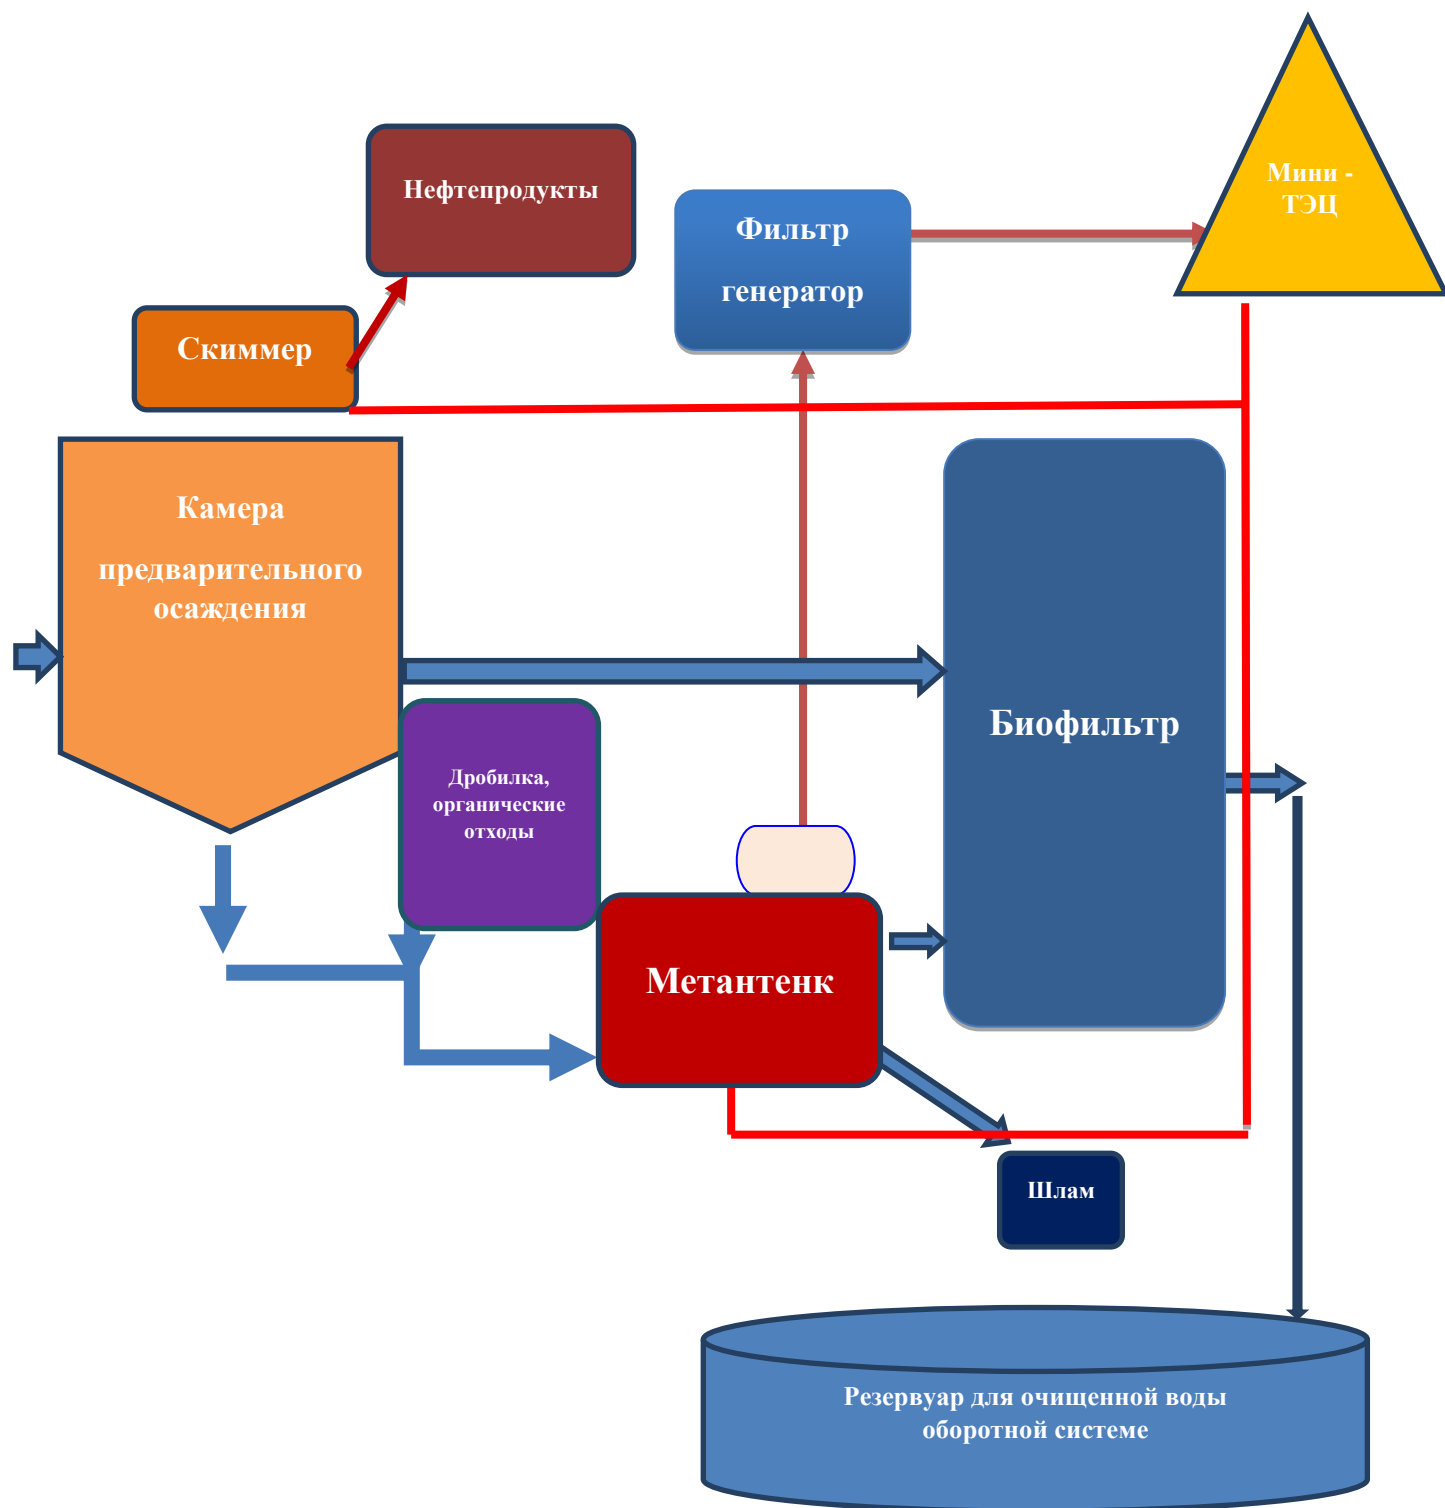 Мини -
ТЭЦ
Нефтепродукты
Фильтр
генератор
Скиммер
Камера
предварительного
осаждения
Биофильтр
Дробилка,
органические
отходы
Метантенк
Шлам
Резервуар для очищенной воды
оборотной системе